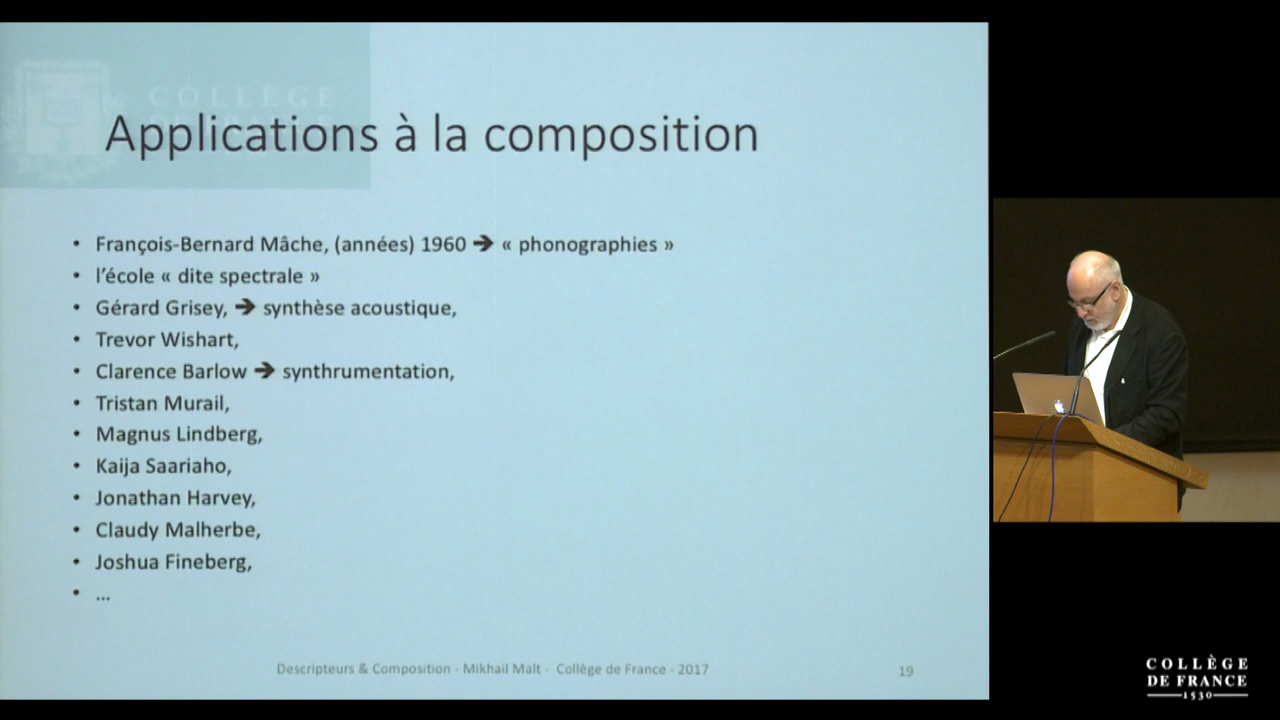 COLLÈGE
DE FRANCE
Applications à la composition
• François-Bernard Mâche, (années) 1960 ➔ « phonographies »
• l'école « dite spectrale »
• Gérard Grisey, ➔ synthèse acoustique,
• Trevor Wishart,
• Clarence Barlow ➔ synthrumentation,
• Tristan Murail,
• Magnus Lindberg,
• Kaija Saariaho,
• Jonathan Harvey,
• Claudy Malherbe,
• Joshua Fineberg,
• ...
Descripteurs & Composition - Mikhail Malt - Collège de France - 2017
19
COLLÈGE
DE FRANCE
1530